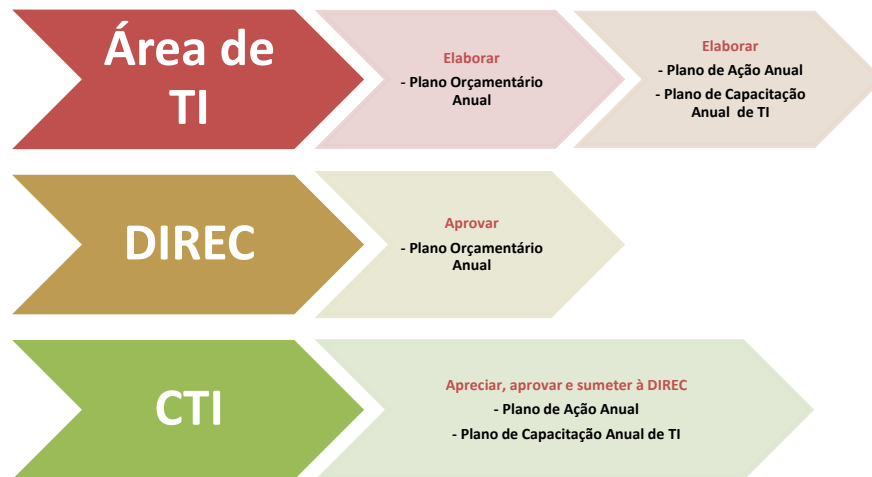 Área de
TI
Elaborar
- Plano Orçamentário
Anual
Elaborar
- Plano de Ação Anual
- Plano de Capacitação
Anual de TI
DIREC
Aprovar
- Plano Orçamentário
Anual
CTI
Apreciar, aprovar e sumeter à DIREC
- Plano de Ação Anual
- Plano de Capacitação Anual de TI